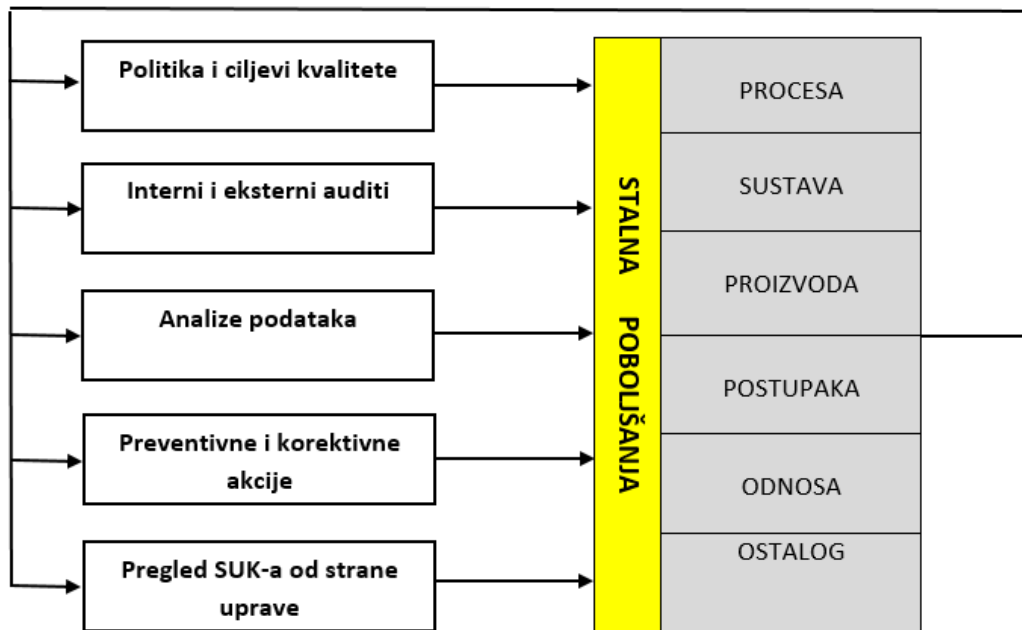 Politika i ciljevi kvalitete
Interni i eksterni auditi
Analize podataka
Preventivne i korektivne
akcije
Pregled SUK-a od strane
uprave
STALNA POBOLJŠANJA
PROCESA
SUSTAVA
PROIZVODA
POSTUPAKA
ODNOSA
OSTALOG